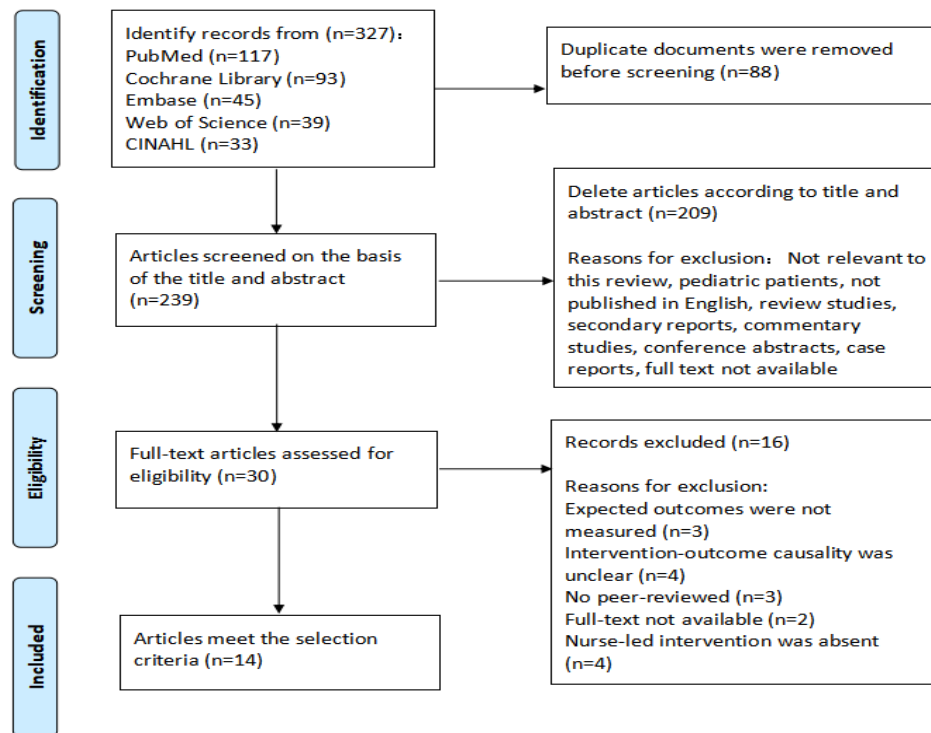 Identification
Identify records from (n=327)：
PubMed (n=117)
Cochrane Library (n=93)
Embase (n=45)
Web of Science (n=39)
CINAHL (n=33)
Duplicate documents were removed
before screening (n=88)
Screening
Articles screened on the basis
of the title and abstract
(n=239)
Delete articles according to title and
abstract (n=209)
Reasons for exclusion： Not relevant to
this review, pediatric patients, not
published in English, review studies,
secondary reports, commentary
studies, conference abstracts, case
reports, full text not available
Eligibility
Full-text articles assessed for
eligibility (n=30)
Records excluded (n=16)
Reasons for exclusion:
Expected outcomes were not
measured (n=3)
Intervention-outcome causality was
unclear (n=4)
No peer-reviewed (n=3)
Full-text not available (n=2)
Nurse-led intervention was absent
(n=4)
Included
Articles meet the selection
criteria (n=14)